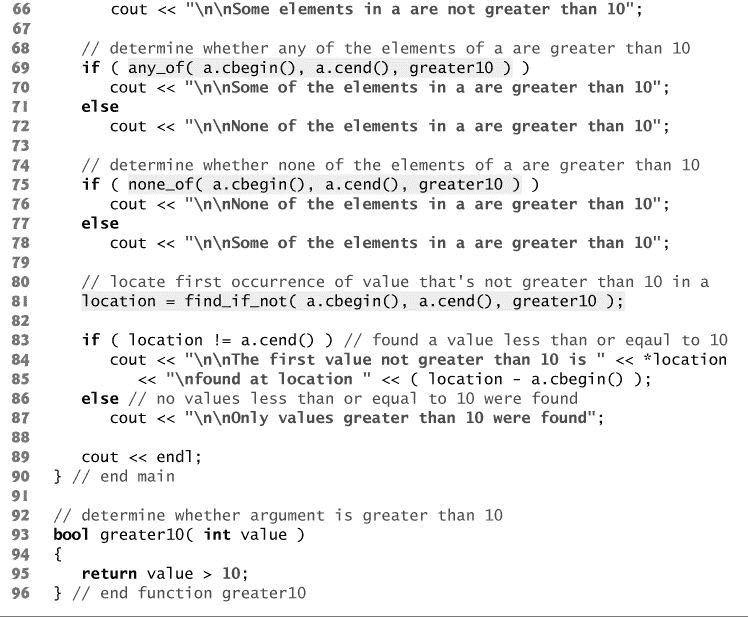 66 cout << "\n\nSome elements in a are not greater than 10";
67
68 // determine whether any of the elements of a are greater than 10
69 if ( any_of( a.cbegin(), a.cend(), greater10 ) )
70 cout << "\n\nSome of the elements in a are greater than 10";
71 else
72 cout << "\n\nNone of the elements in a are greater than 10";
73
74 // determine whether none of the elements of a are greater than 10
75 if ( none_of( a.cbegin(), a.cend(), greater10 ) )
76 cout << "\n\nNone of the elements in a are greater than 10";
77 else
78 cout << "\n\nSome of the elements in a are greater than 10";
79
80 // locate first occurrence of value that's not greater than 10 in a
81 location = find_if_not( a.cbegin(), a.cend(), greater10 );
82
83 if ( location != a.cend() ) // found a value less than or eqaul to 10
84 cout << "\n\nThe first value not greater than 10 is " << *location
85 << "\nfound at location " << ( location - a.cbegin() );
86 else // no values less than or equal to 10 were found
87 cout << "\n\nOnly values greater than 10 were found";
88
89 cout << endl;
90 } // end main
91
92 // determine whether argument is greater than 10
93 bool greater10( int value )
94 {
95 return value > 10;
96 } // end function greater10